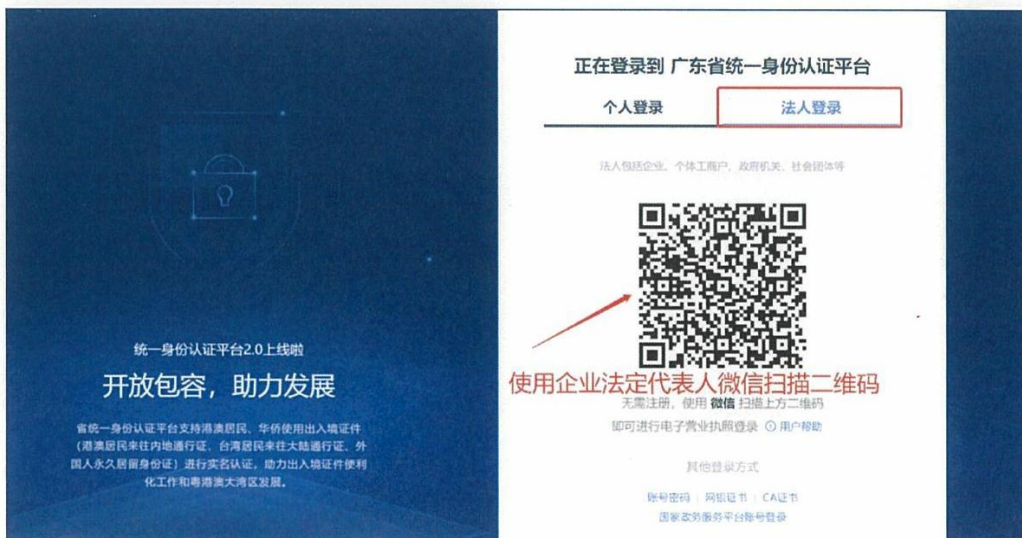 统一身份认证平台2.0上线啦
开放包容，助力发展
省统一身份认证平台支持港澳居民、华侨使用出入境证件
（港澳居民来往内地通行证、台湾居民来往大陆通行证、外
国人永久居留身份证）进行实名认证，助力出入境证件便利
化工作和粤港澳大湾区发展。
正在登录到 广东省统一身份认证平台
个人登录 法人登录
法人包括企业、个体工商户、政府机关、社会团体等
使用企业法定代表人微信扫描二维码
无需注册，使用 微信 扫描上方二维码
即可进行电子营业执照登录 用户帮助
其他登录方式
账号密码 | 网银证书 | CA证书
国家政务服务平台账号登录